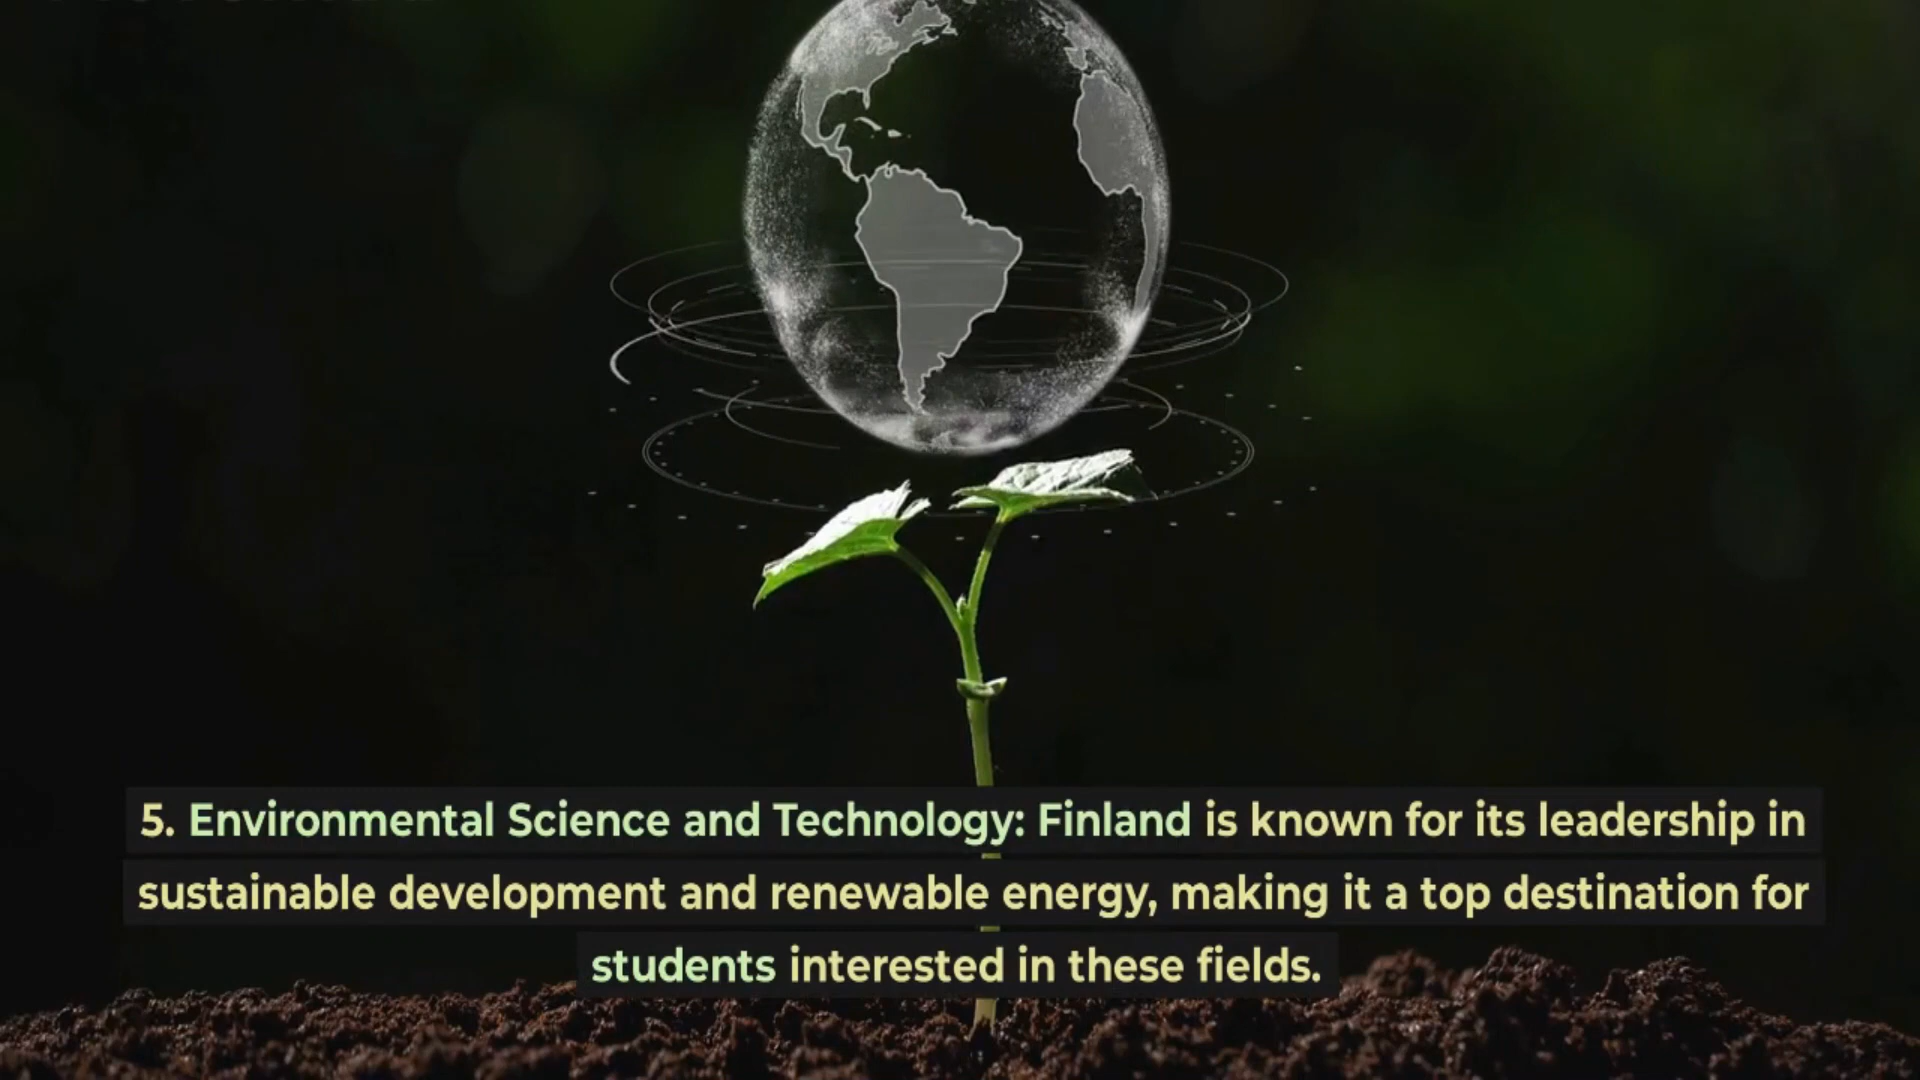 5. Environmental Science and Technology: Finland is known for its leadership in
sustainable development and renewable energy, making it a top destination for
students interested in these fields.